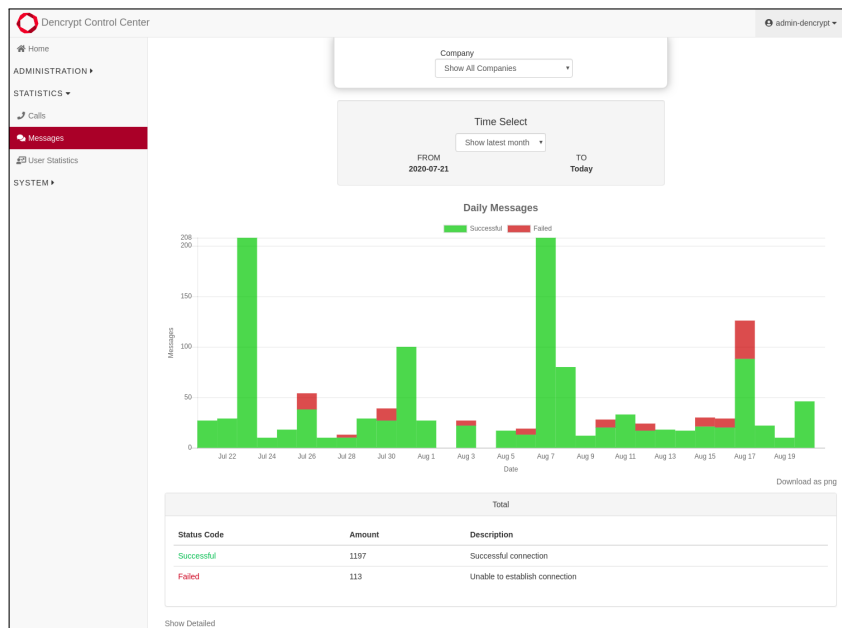 Dencrypt Control Center
admin-dencrypt
Home
ADMINISTRATION
STATISTICS
Calls
Messages
User Statistics
SYSTEM
Company
Show All Companies
Time Select
Show latest month
FROM TO
2020-07-21 Today
Daily Messages
Successful Failed
208
200
150
100
50
0
Messages
Jul 22 Jul 24 Jul 26 Jul 28 Jul 30 Aug 1 Aug 3 Aug 5 Aug 7 Aug 9 Aug 11 Aug 13 Aug 15 Aug 17 Aug 19
Date
Download as png
Total
Status Code Amount Description
Successful 1197 Successful connection
Failed 113 Unable to establish connection
Show Detailed